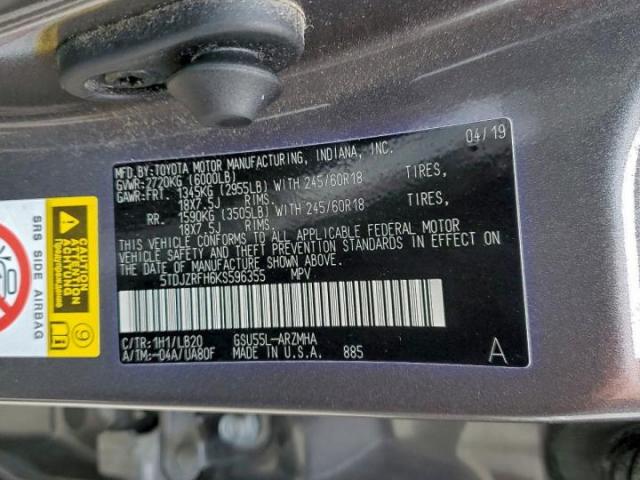 04/19
MFD.BY:TOYOTA MOTOR MANUFACTURING, INDIANA, INC.
GVWR:2720KG (6000LB)
GAWR:FRT. 1345KG (2955LB) WITH 245/60R18 TIRES,
18X7.5J RIMS.
RR. 1590KG (3505LB) WITH 245/60R18 TIRES,
18X7.5J RIMS.
THIS VEHICLE CONFORMS TO ALL APPLICABLE FEDERAL MOTOR
VEHICLE SAFETY AND THEFT PREVENTION STANDARDS IN EFFECT ON
THE DATE OF MANUFACTURE SHOWN ABOVE.
5TDJZRFH6KS596355 MPV
C/TR:1H1/LB20 GSU55L-ARZMHA
A/TM:-04A/UA80F MADE IN U.S.A. 885
A
SRS SIDE AIRBAG
ATTENTION
ACHTUNG
9